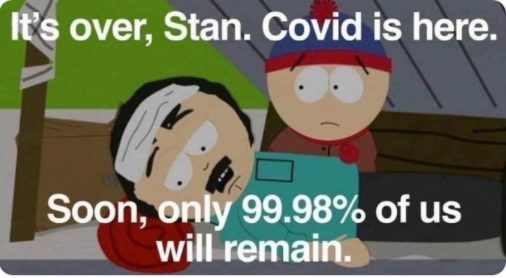 It's over, Stan. Covid is here.
Soon, only 99.98% of us
will remain.